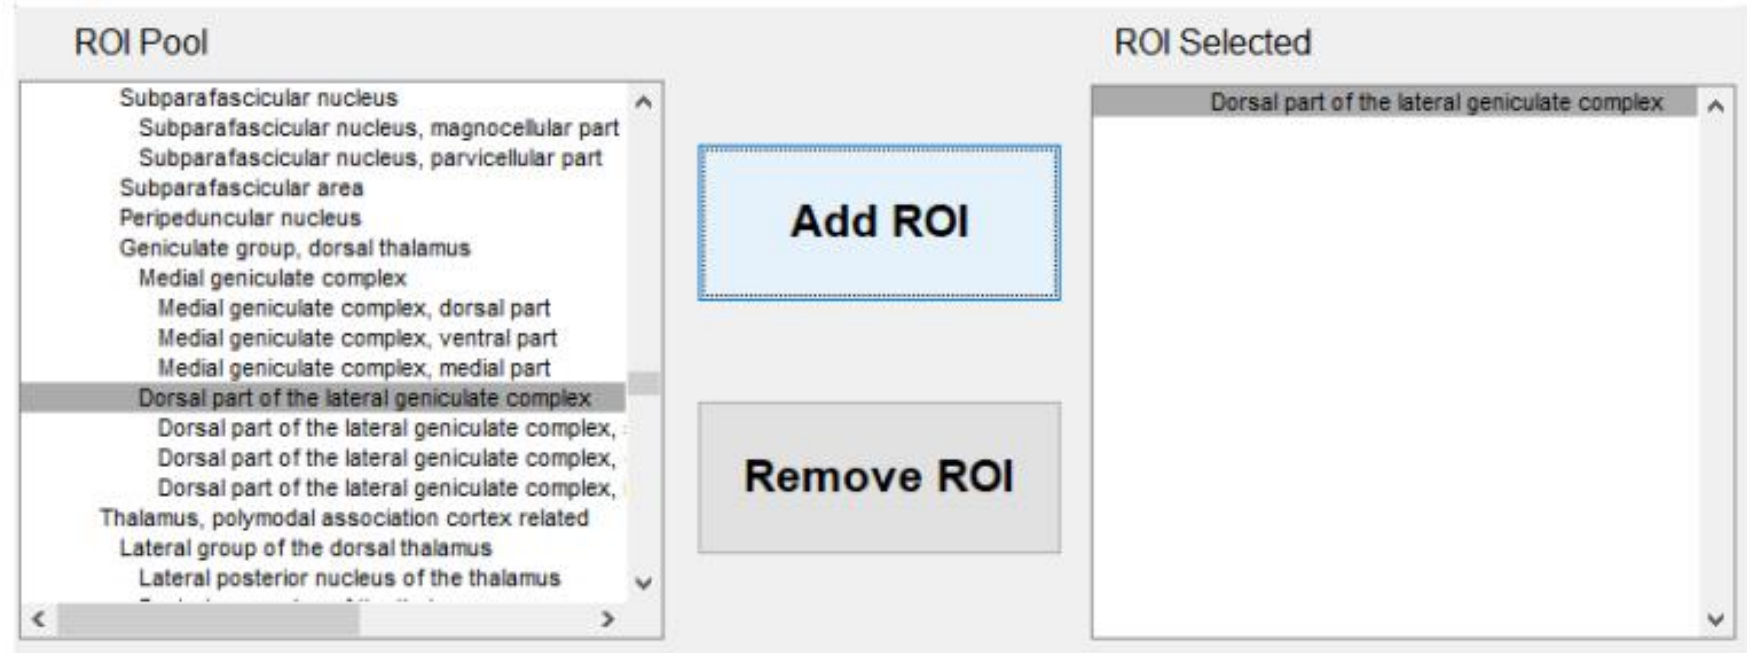 ROI Pool
Subparafascicular nucleus
Subparafascicular nucleus, magnocellular part
Subparafascicular nucleus, parvicellular part
Subparafascicular area
Peripeduncular nucleus
Geniculate group, dorsal thalamus
Medial geniculate complex
Medial geniculate complex, dorsal part
Medial geniculate complex, ventral part
Medial geniculate complex, medial part
Dorsal part of the lateral geniculate complex
Dorsal part of the lateral geniculate complex,
Dorsal part of the lateral geniculate complex,
Dorsal part of the lateral geniculate complex,
Thalamus, polymodal association cortex related
Lateral group of the dorsal thalamus
Lateral posterior nucleus of the thalamus
Add ROI
Remove ROI
ROI Selected
Dorsal part of the lateral geniculate complex